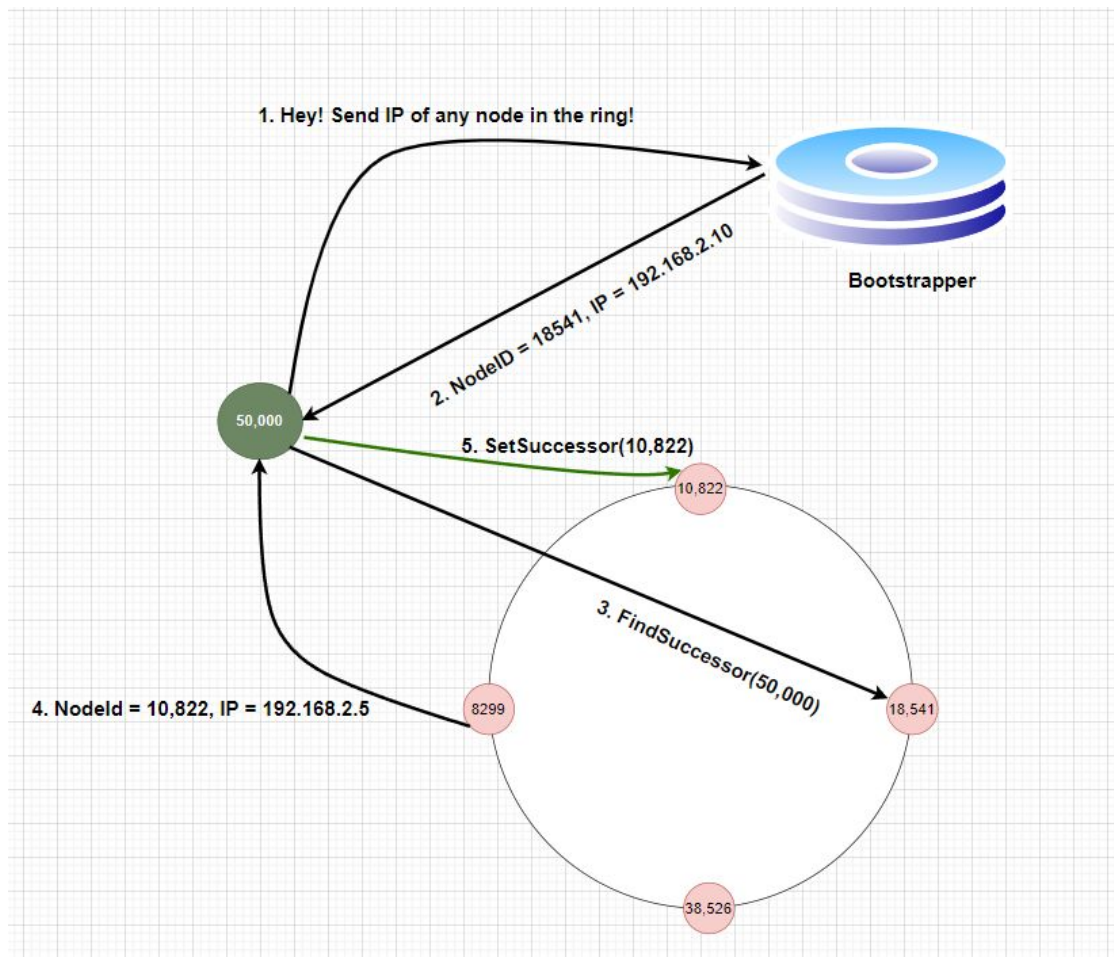 1. Hey! Send IP of any node in the ring!
Bootstrapper
2. NodeID = 18541, IP = 192.168.2.10
50,000
5. SetSuccessor(10,822)
10,822
3. FindSuccessor(50,000)
4. NodeId = 10,822, IP = 192.168.2.5
8299
18,541
38,526